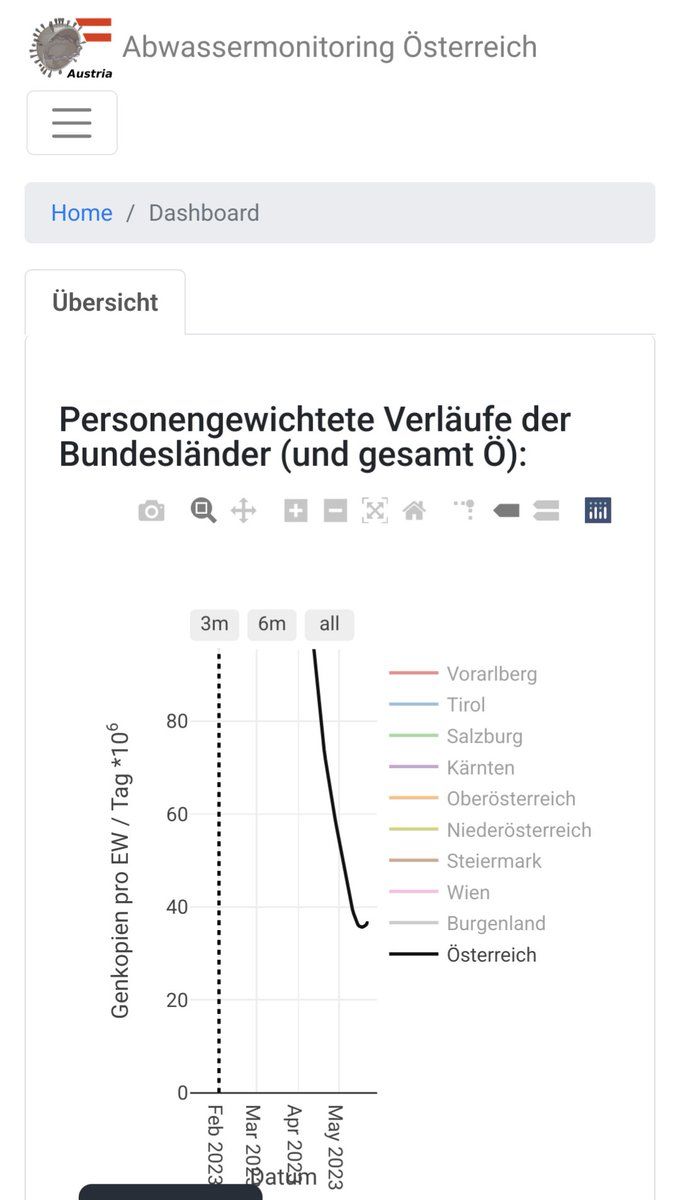 Austria
Abwassermonitoring Österreich
Home / Dashboard
Übersicht
Personengewichtete Verläufe der
Bundesländer (und gesamt Ö):
3m 6m all
Genkopien pro EW / Tag *10⁶
80
60
40
20
0
Feb 2023
Mar 2023
Apr 2023
May 2023
Datum
Vorarlberg
Tirol
Salzburg
Kärnten
Oberösterreich
Niederösterreich
Steiermark
Wien
Burgenland
Österreich